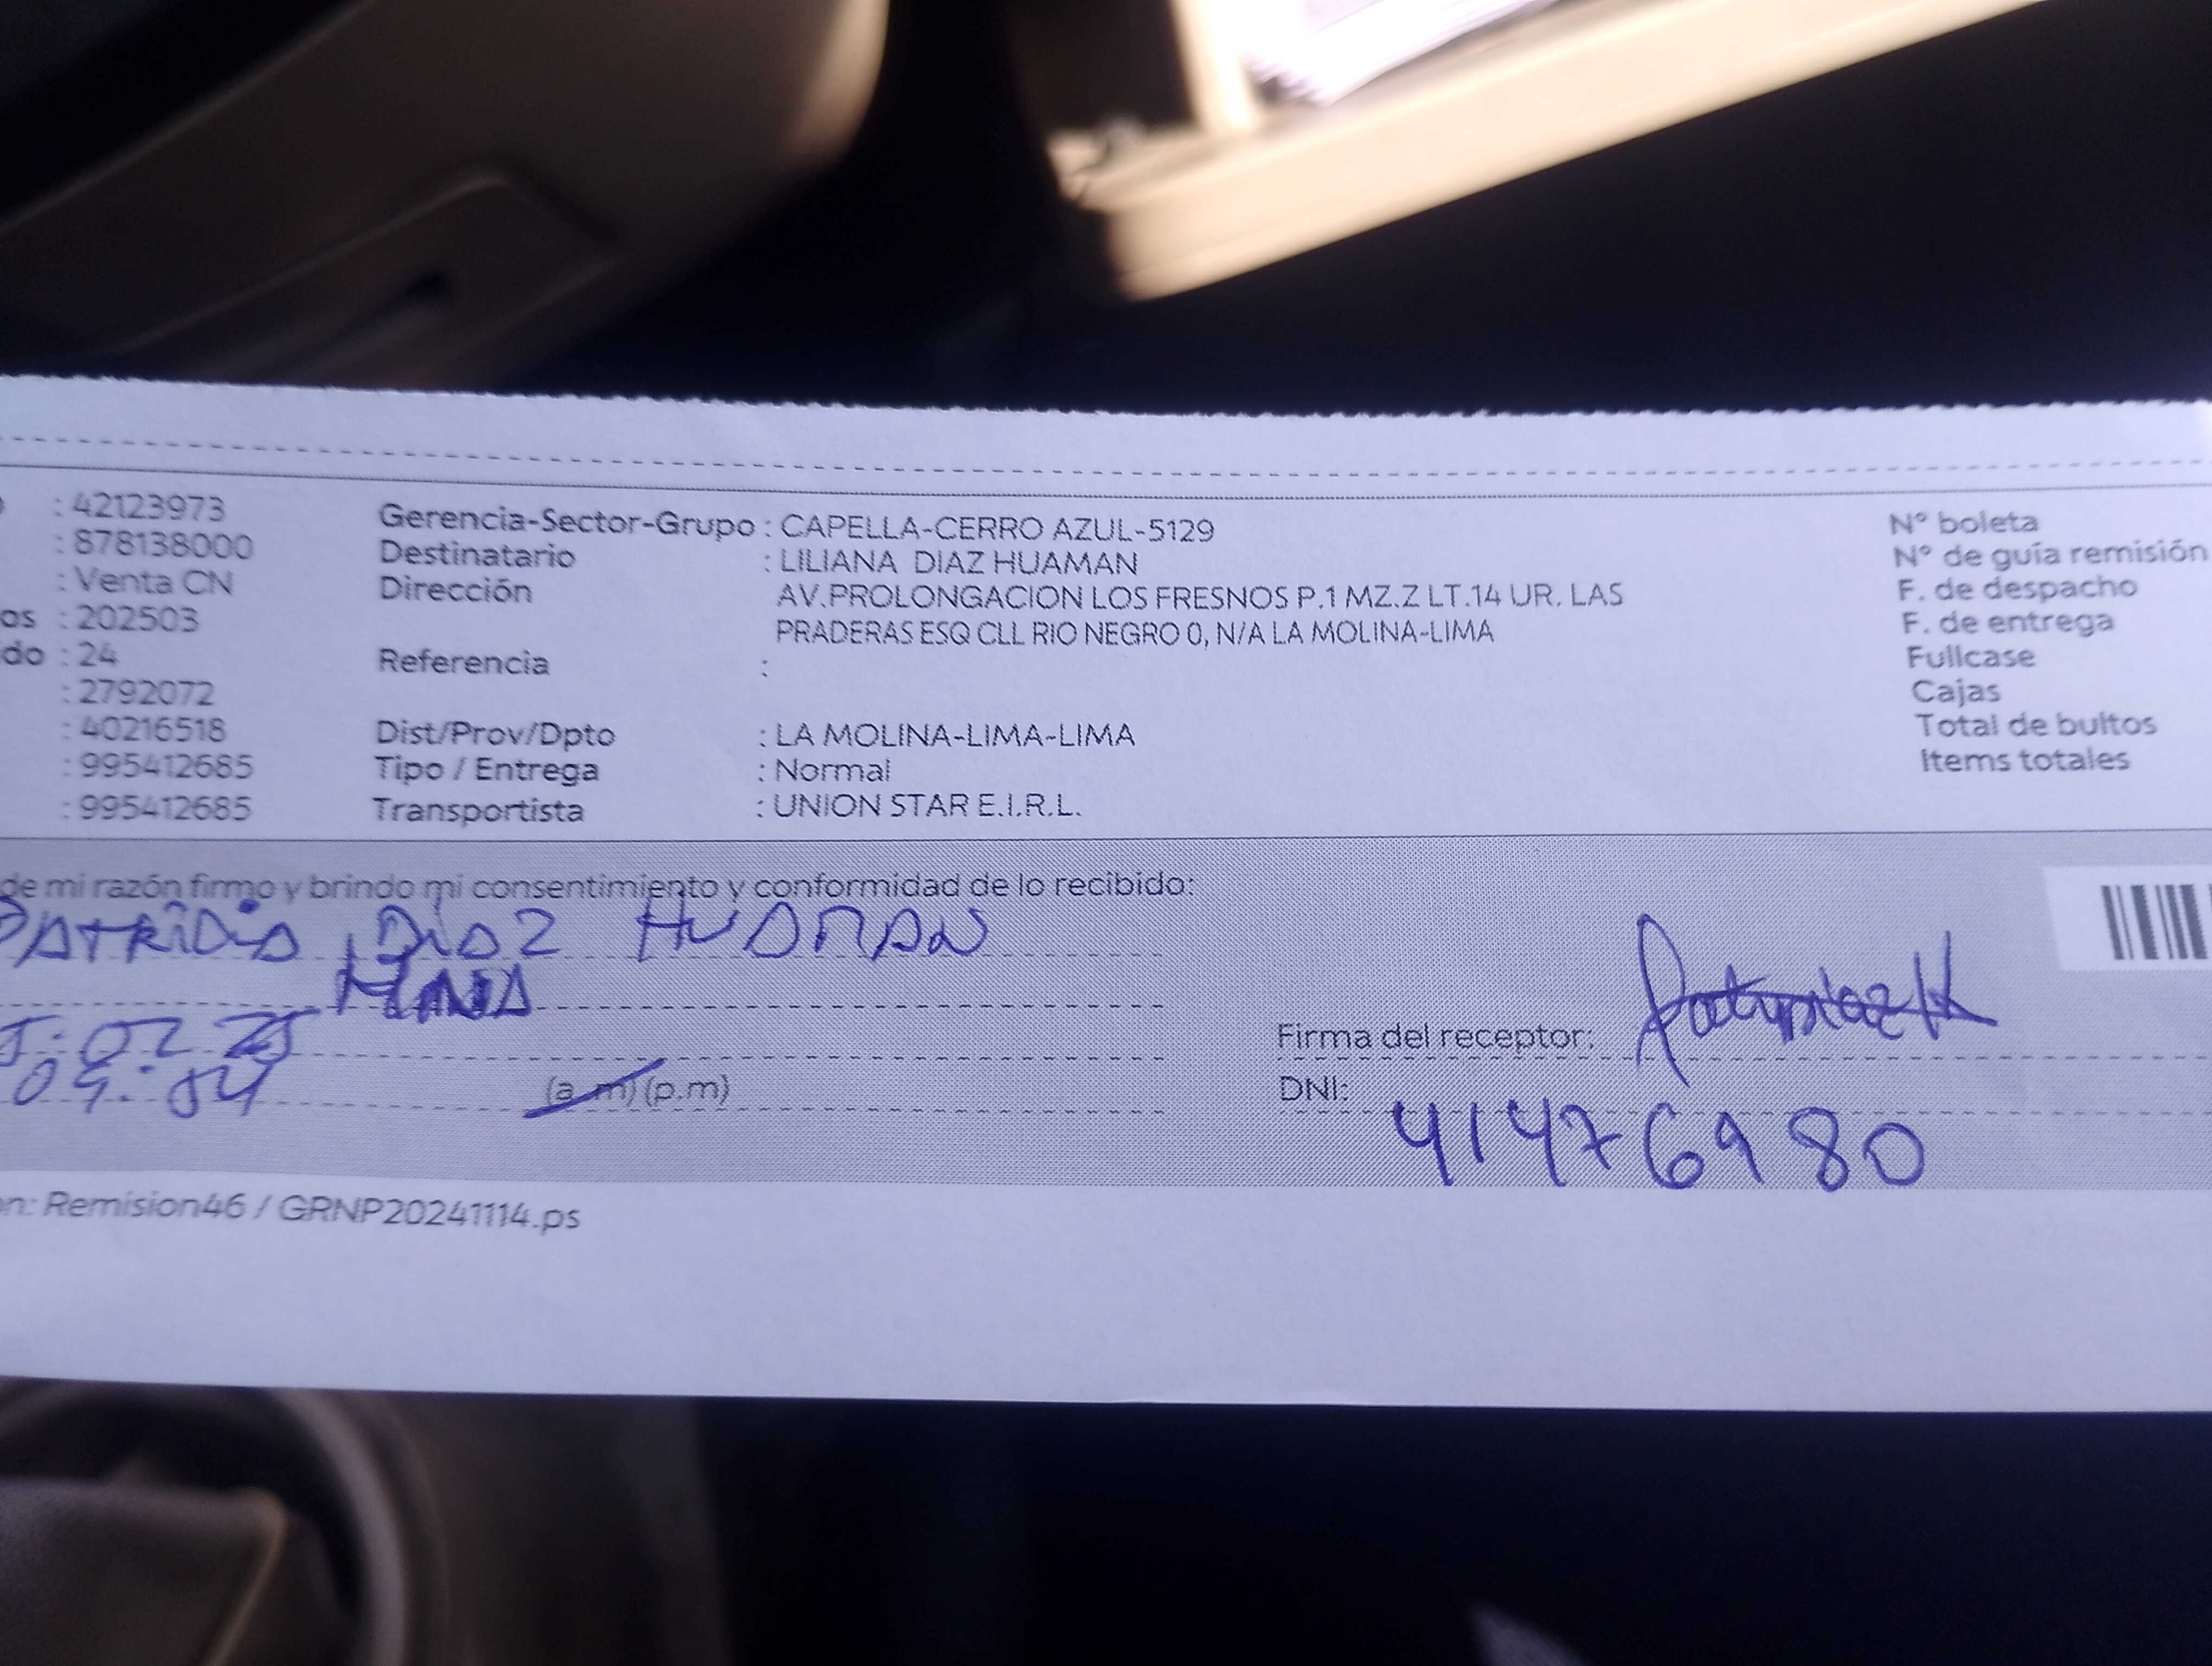 : 42123973
: 878138000
: Venta CN
os : 202503
do : 24
: 2792072
: 40216518
: 995412685
: 995412685
Gerencia-Sector-Grupo : CAPELLA-CERRO AZUL-5129
Destinatario : LILIANA DIAZ HUAMAN
Dirección AV.PROLONGACION LOS FRESNOS P.1 MZ.Z LT.14 UR. LAS
PRADERAS ESQ CLL RIO NEGRO 0, N/A LA MOLINA-LIMA
Referencia :
Dist/Prov/Dpto : LA MOLINA-LIMA-LIMA
Tipo / Entrega : Normal
Transportista : UNION STAR E.I.R.L.
N° boleta
N° de guía remisión
F. de despacho
F. de entrega
Fullcase
Cajas
Total de bultos
Items totales
de mi razón firmo y brindo mi consentimiento y conformidad de lo recibido:
PATRICIA DIAZ HUAMAN
02 25
04
(a.m) (p.m)
Firma del receptor:
DNI:
41476980
n: Remision46 / GRNP20241114.ps